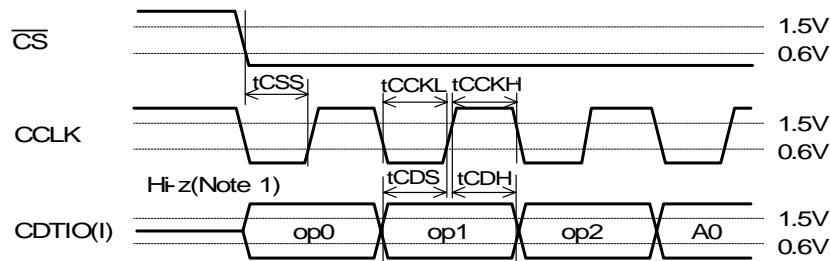 CS
1.5V
0.6V
tCSS
tCCKL
tCCKH
CCLK
1.5V
0.6V
Hi-z(Note 1)
tCDS
tCDH
CDTIO(I)
op0
op1
op2
A0
1.5V
0.6V